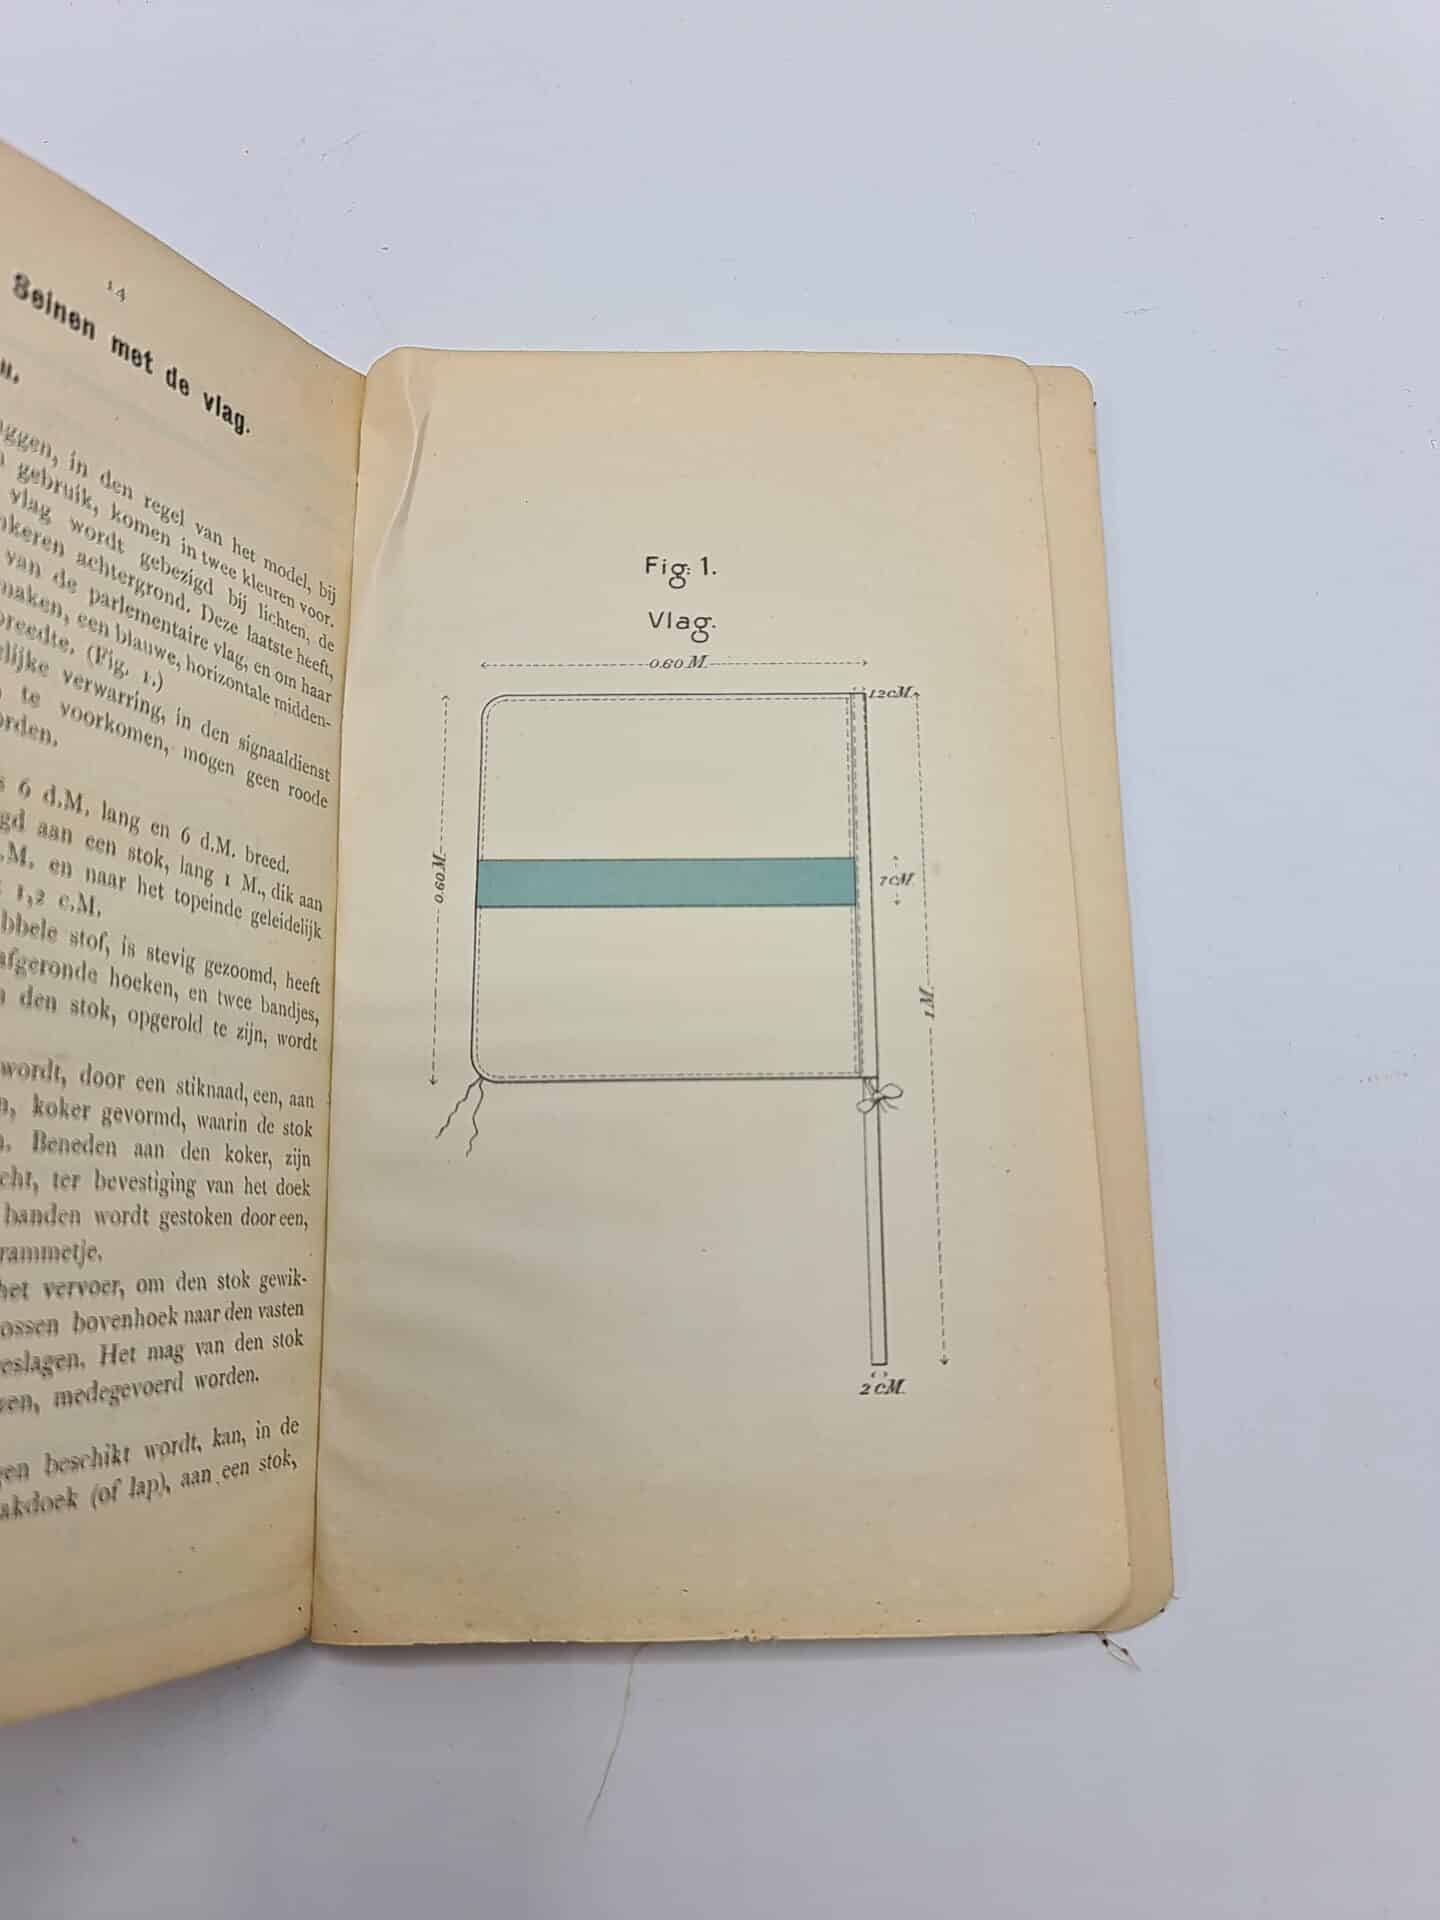 14
Seinen met de vlag.
in den regel van het model, bij
gebruik, komen in twee kleuren voor.
vlag wordt gebezigd bij lichten, de
achtergrond. Deze laatste heeft,
van de parlementaire vlag, en om haar
een blauwe, horizontale midden-
(Fig. 1.)
verwarring, in den signaaldienst
te voorkomen, mogen geen roode
6 d.M. lang en 6 d.M. breed.
aan een stok, lang 1 M., dik aan
en naar het topeinde geleidelijk
1,2 c.M.
stof, is stevig gezoomd, heeft
hoeken, en twee bandjes,
den stok, opgerold te zijn, wordt
wordt, door een stiknaad, een, aan
koker gevormd, waarin de stok
Beneden aan den koker, zijn
ter bevestiging van het doek
banden wordt gestoken door een,
het vervoer, om den stok gewik-
bovenhoek naar den vasten
Het mag van den stok
medegevoerd worden.
beschikt wordt, kan, in de
(of lap), aan een stok,
Fig: 1.
Vlag.
0.60 M.
1.2 cM.
0.60 M.
7 cM.
1 M.
2 cM.